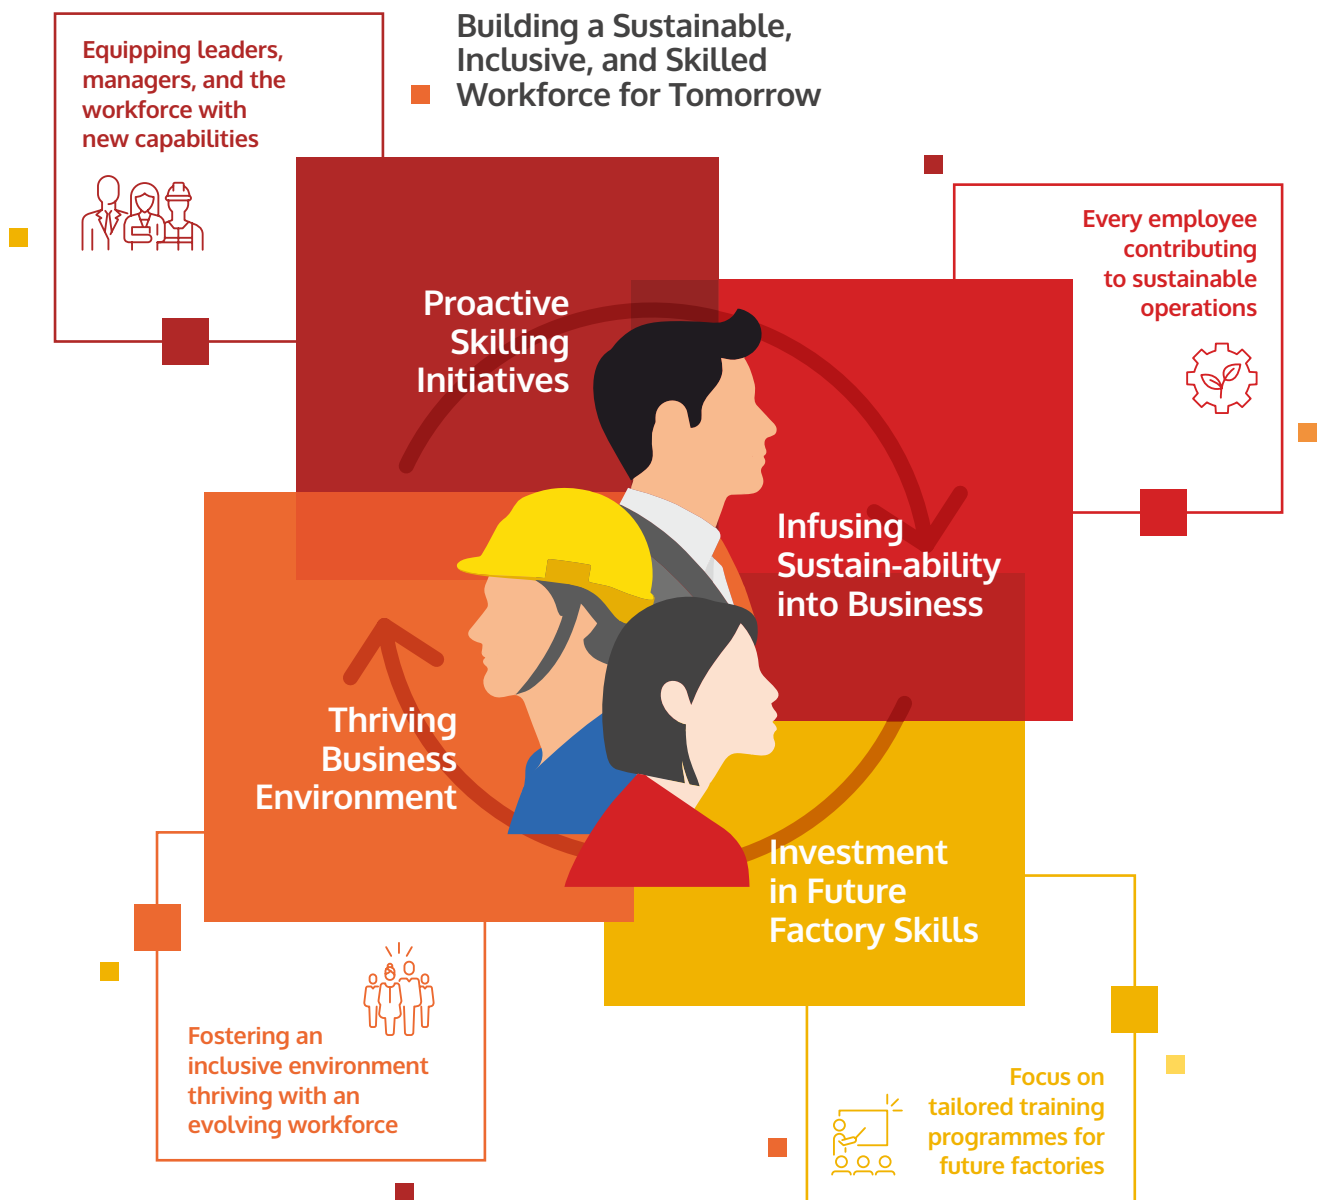 Building a Sustainable,
Inclusive, and Skilled
Workforce for Tomorrow
Equipping leaders,
managers, and the
workforce with
new capabilities
Proactive
Skilling
Initiatives
Every employee
contributing
to sustainable
operations
Infusing
Sustain-ability
into Business
Thriving
Business
Environment
Investment
in Future
Factory Skills
Fostering an
inclusive environment
thriving with an
evolving workforce
Focus on
tailored training
programmes for
future factories